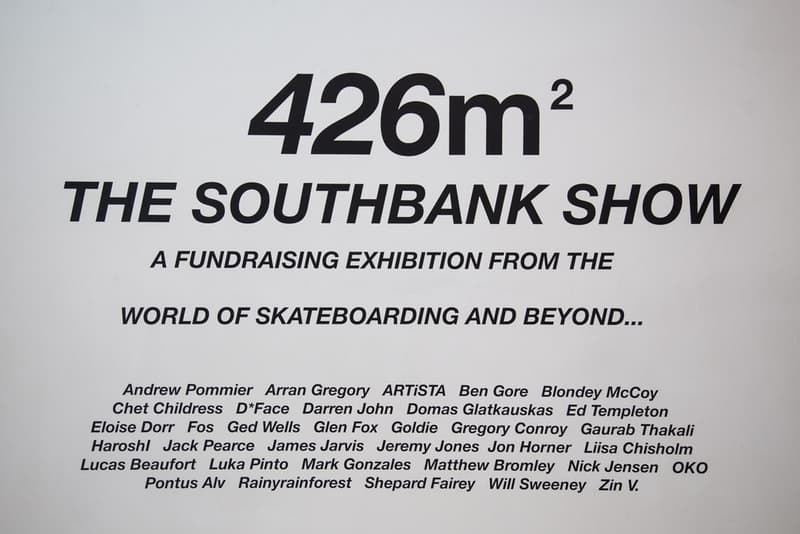 426m²
THE SOUTHBANK SHOW
A FUNDRAISING EXHIBITION FROM THE
WORLD OF SKATEBOARDING AND BEYOND...
Andrew Pommier Arran Gregory ARTiSTA Ben Gore Blondey McCoy
Chet Childress D*Face Darren John Domas Glatkauskas Ed Templeton
Eloise Dorr Fos Ged Wells Glen Fox Goldie Gregory Conroy Gaurab Thakali
HaroshI Jack Pearce James Jarvis Jeremy Jones Jon Horner Liisa Chisholm
Lucas Beaufort Luka Pinto Mark Gonzales Matthew Bromley Nick Jensen OKO
Pontus Alv Rainyrainforest Shepard Fairey Will Sweeney Zin V.